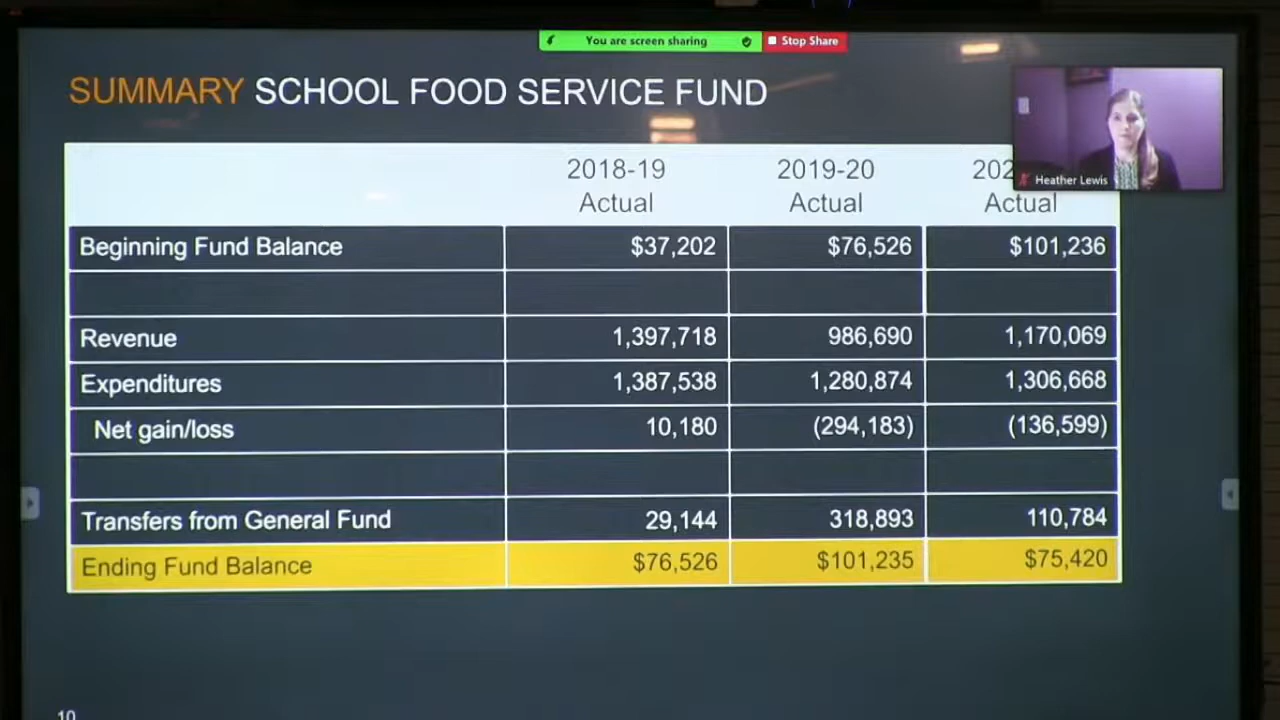 You are screen sharing Stop Share
SUMMARY SCHOOL FOOD SERVICE FUND
Heather Lewis
2018-19 2019-20
Actual Actual Actual
Beginning Fund Balance $37,202 $76,526 $101,236
Revenue 1,397,718 986,690 1,170,069
Expenditures 1,387,538 1,280,874 1,306,668
Net gain/loss 10,180 (294,183) (136,599)
Transfers from General Fund 29,144 318,893 110,784
Ending Fund Balance $76,526 $101,235 $75,420
10